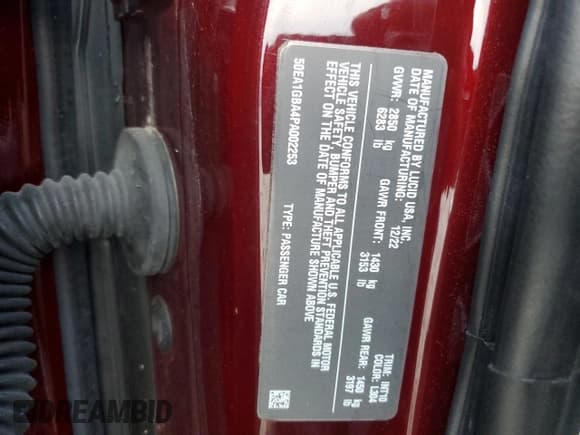 MANUFACTURED BY LUCID USA, INC.
DATE OF MANUFACTURING: 12/22
TRIM: INTY0
COLOR: L304
GVWR: 2850 kg
6283 lb
GAWR FRONT: 1430 kg
3153 lb
GAWR REAR: 1450 kg
3197 lb
THIS VEHICLE CONFORMS TO ALL APPLICABLE U.S. FEDERAL MOTOR
VEHICLE SAFETY, BUMPER AND THEFT PREVENTION STANDARDS IN
EFFECT ON THE DATE OF MANUFACTURE SHOWN ABOVE
50EA1GBA4PA002253
TYPE: PASSENGER CAR
DREAMBID